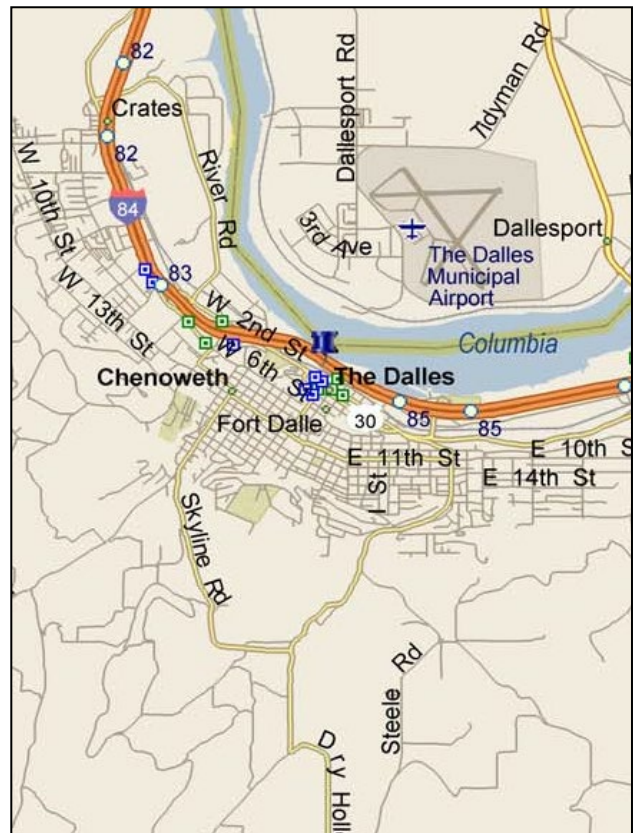 82
Crates
82
W 10th St
84
River Rd
Dallesport Rd
Tidyman Rd
3rd Ave
Dallesport
The Dalles
Municipal
Airport
83
W 13th St
W 2nd St
W 6th St
Columbia
Chenoweth
The Dalles
Fort Dalle
30
85
85
E 10th S
E 11th St
E 14th St
I St
Skyline Rd
Steele Rd
Dry Holl